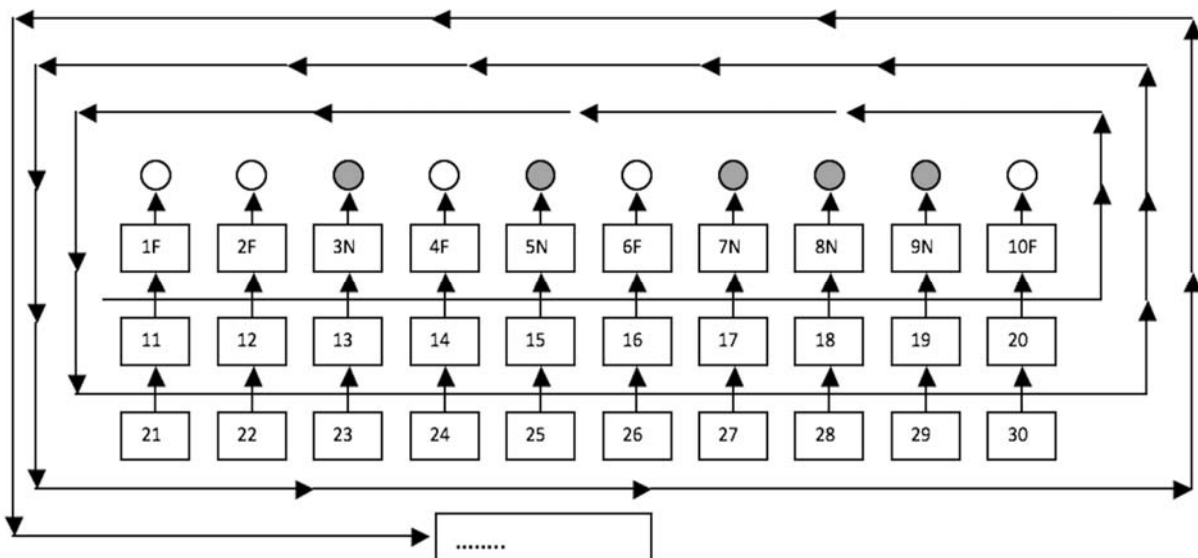 1F 2F 3N 4F 5N 6F 7N 8N 9N 10F
11 12 13 14 15 16 17 18 19 20
21 22 23 24 25 26 27 28 29 30
........